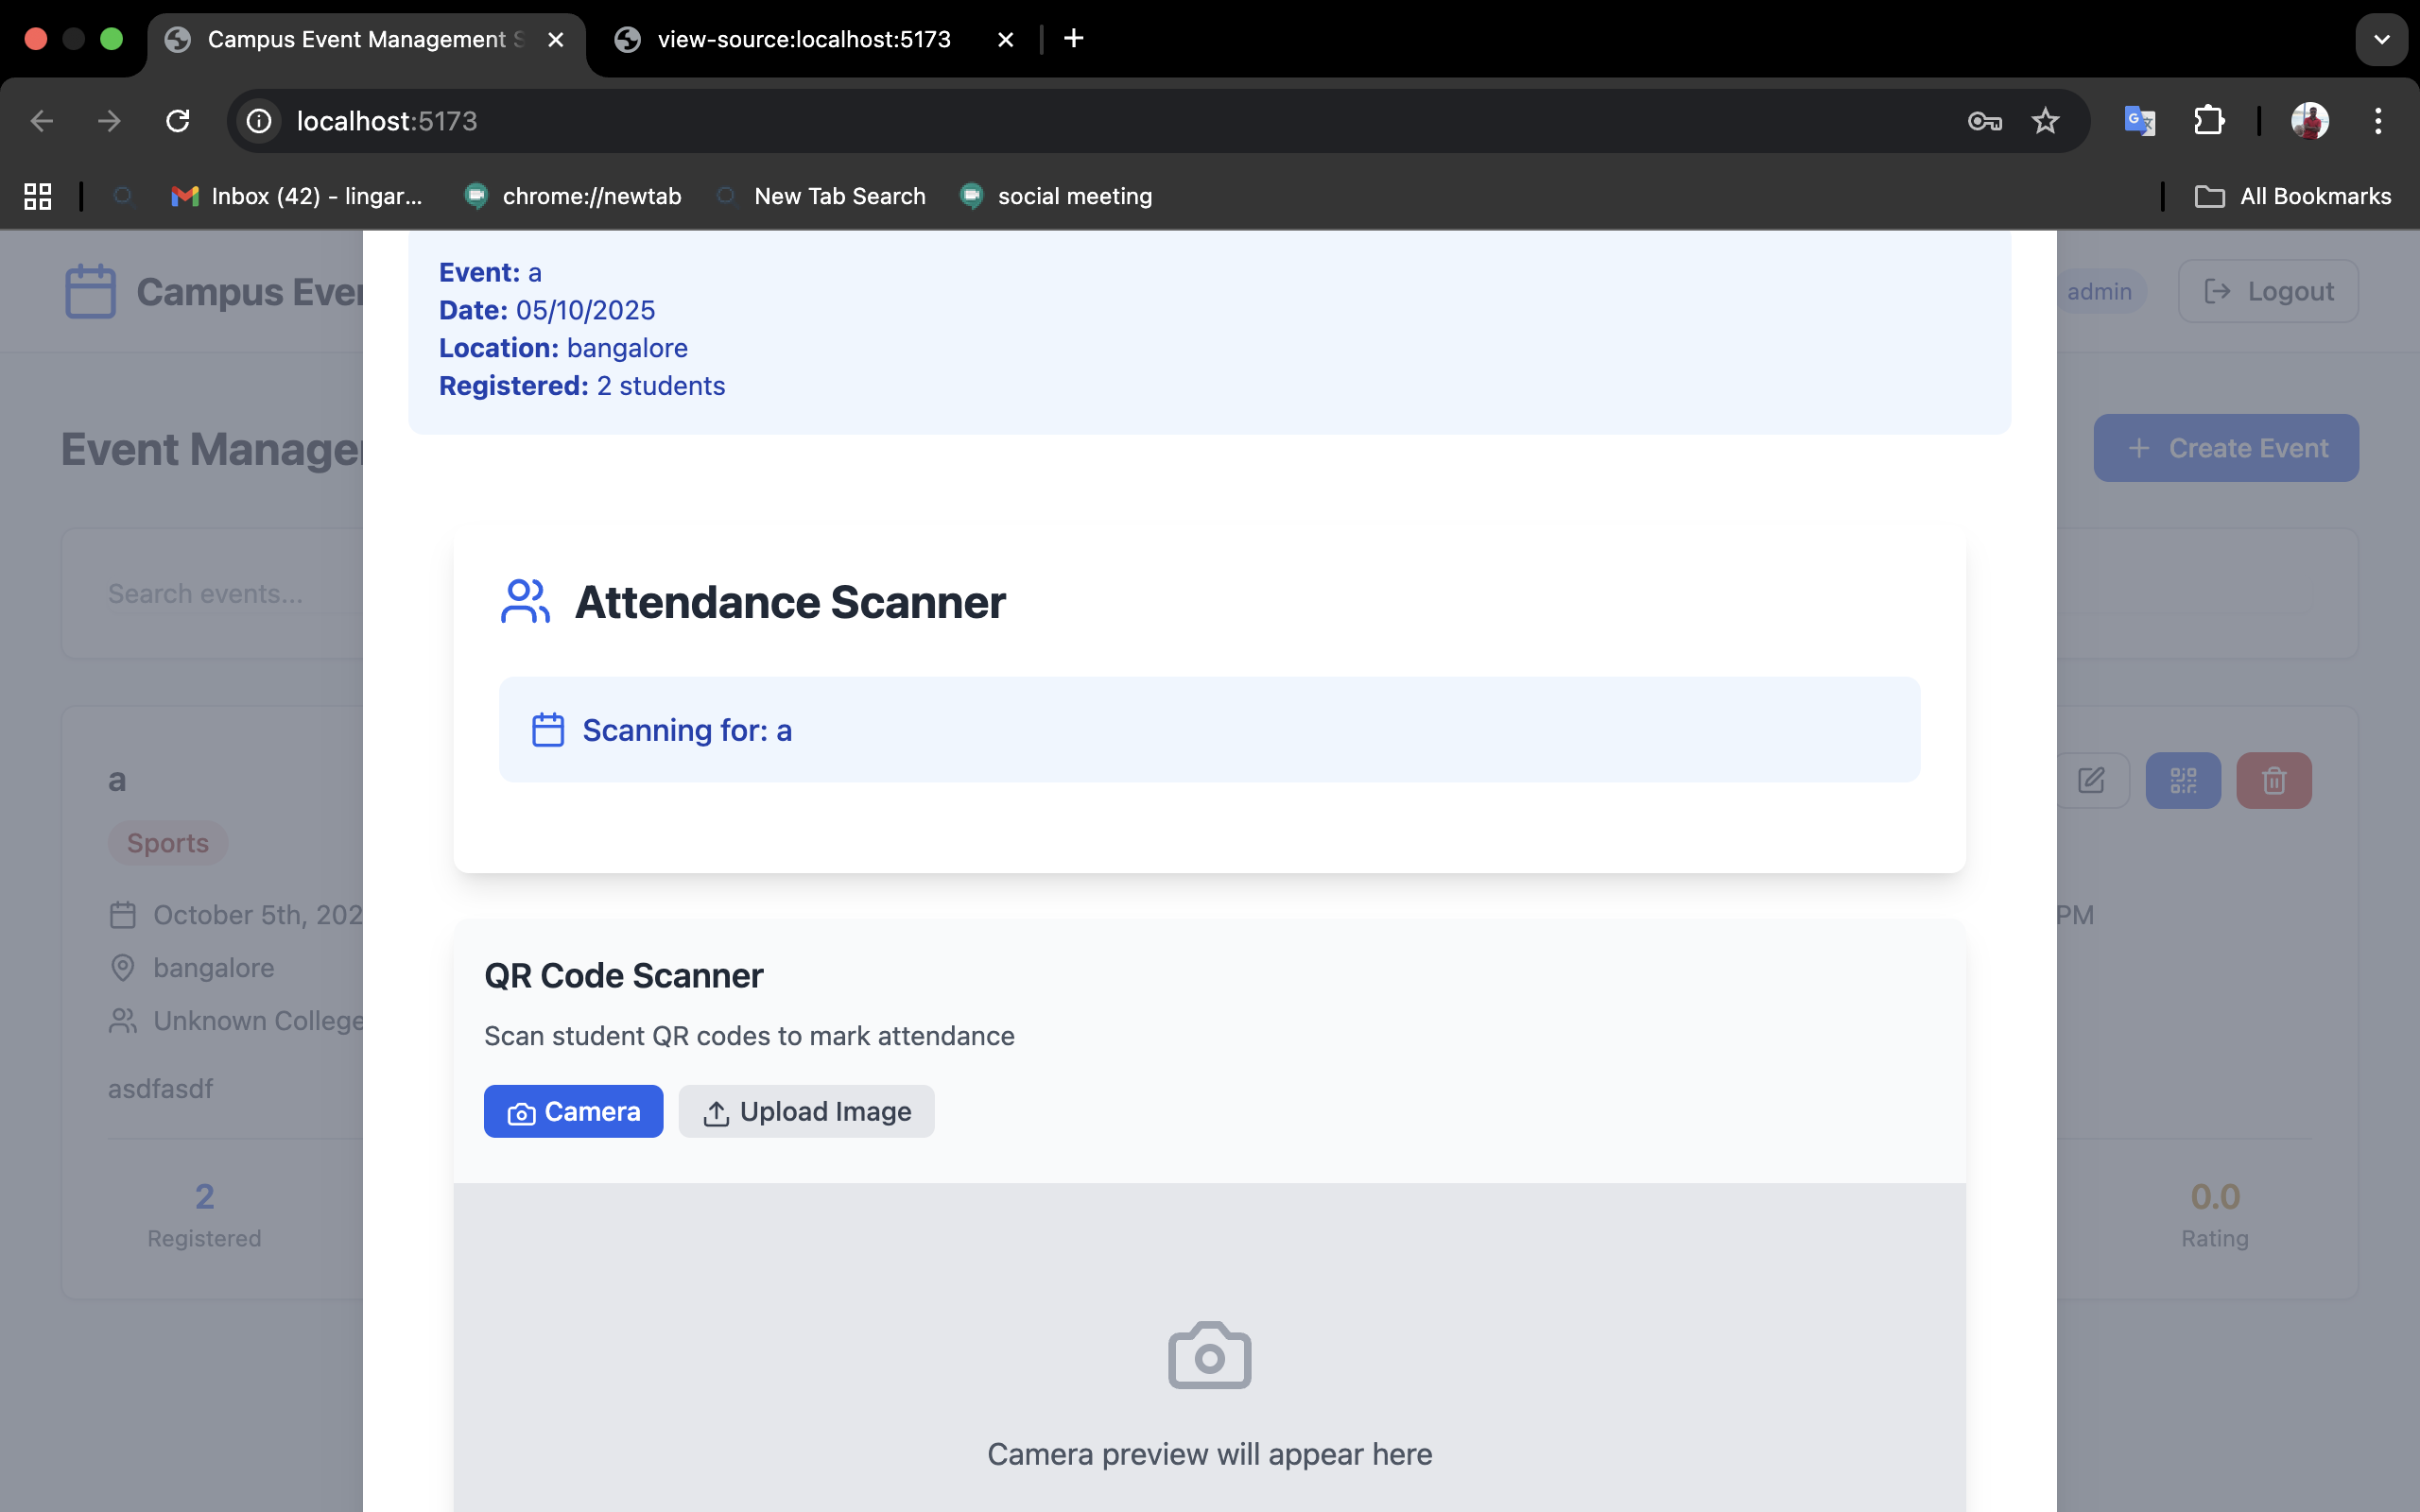 Campus Event Management S
view-source:localhost:5173
localhost:5173
Inbox (42) - lingar...
chrome://newtab
New Tab Search
social meeting
All Bookmarks
Campus Ever
admin
Logout
Event: a
Date: 05/10/2025
Location: bangalore
Registered: 2 students
Event Manager
Create Event
Search events...
Attendance Scanner
Scanning for: a
a
Sports
October 5th, 202
PM
bangalore
Unknown College
asdfasdf
QR Code Scanner
Scan student QR codes to mark attendance
Camera
Upload Image
2
Registered
0.0
Rating
Camera preview will appear here